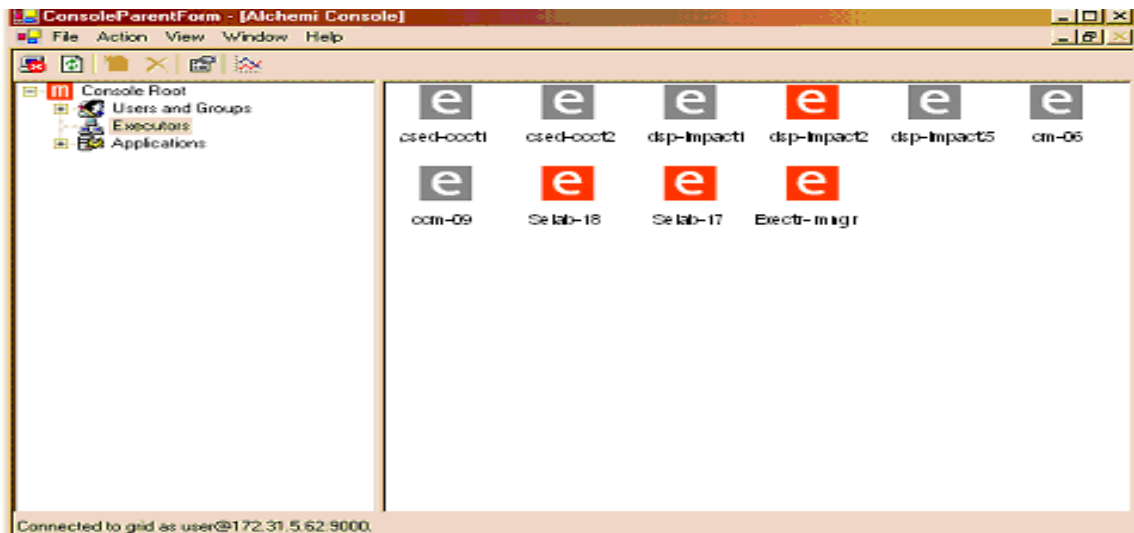 ConsoleParentForm - [Alchemi Console]
File Action View Window Help
m Console Root
Users and Groups
Executors
Applications
e e e e e e
csed-ccct1 csed-ccct2 dsp-impact1 dsp-impact2 dsp-impact5 cm-06
e e e e
ccm-09 Selab-18 Selab-17 Exectr-mngr
Connected to grid as user@172.31.5.62.9000.